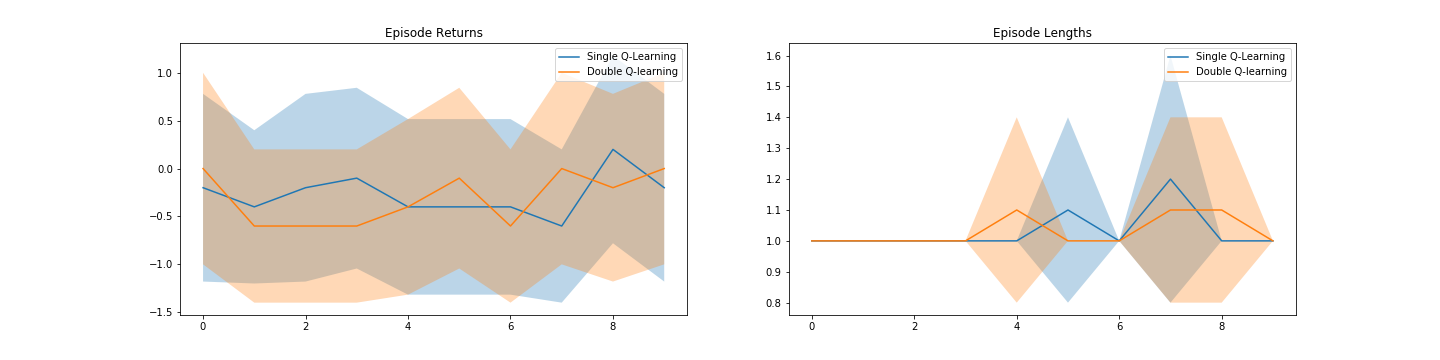 Episode Returns
Single Q-Learning
Double Q-learning
1.0
0.5
0.0
−0.5
−1.0
−1.5
0 2 4 6 8
Episode Lengths
Single Q-Learning
Double Q-learning
1.6
1.5
1.4
1.3
1.2
1.1
1.0
0.9
0.8
0 2 4 6 8